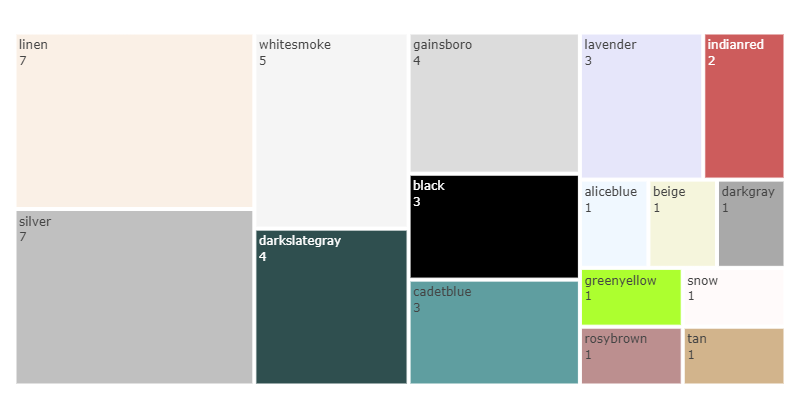 linen
7
whitesmoke
5
gainsboro
4
lavender
3
indianred
2
black
3
aliceblue
1
beige
1
darkgray
1
silver
7
darkslategray
4
cadetblue
3
greenyellow
1
snow
1
rosybrown
1
tan
1